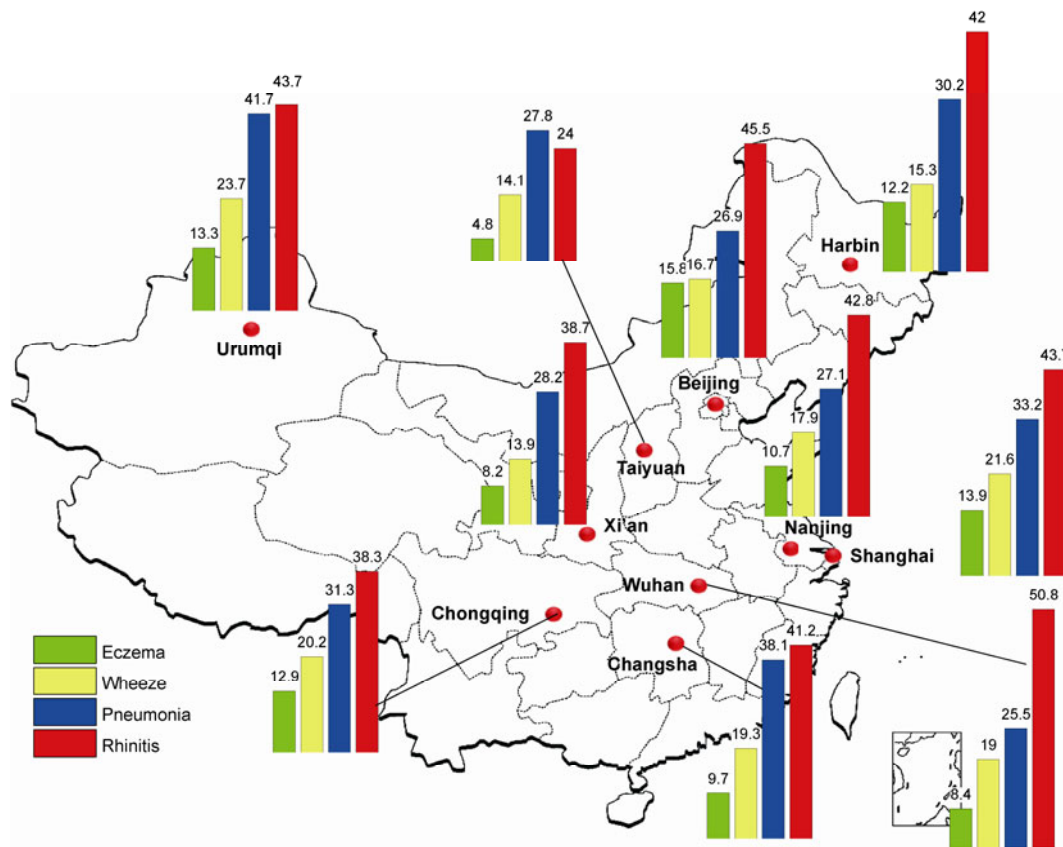 42
43.7
41.7
30.2
45.5
27.8
24
23.7
26.9
15.3
14.1
12.2
13.3
Harbin
4.8
15.8
16.7
42.8
Urumqi
38.7
43.7
Beijing
28.2
27.1
33.2
17.9
Taiyuan
13.9
10.7
21.6
8.2
Xi'an
Nanjing
13.9
Shanghai
38.3
Wuhan
31.3
Chongqing
50.8
41.2
Changsha
38.1
Eczema
20.2
Wheeze
12.9
Pneumonia
25.5
Rhinitis
19.3
19
9.7
8.4